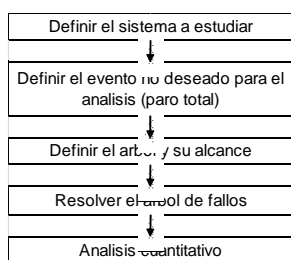 Definir el sistema a estudiar
Definir el evento no deseado para el
analisis (paro total)
Definir el arbol y su alcance
Resolver el arbol de fallos
Analisis cuantitativo